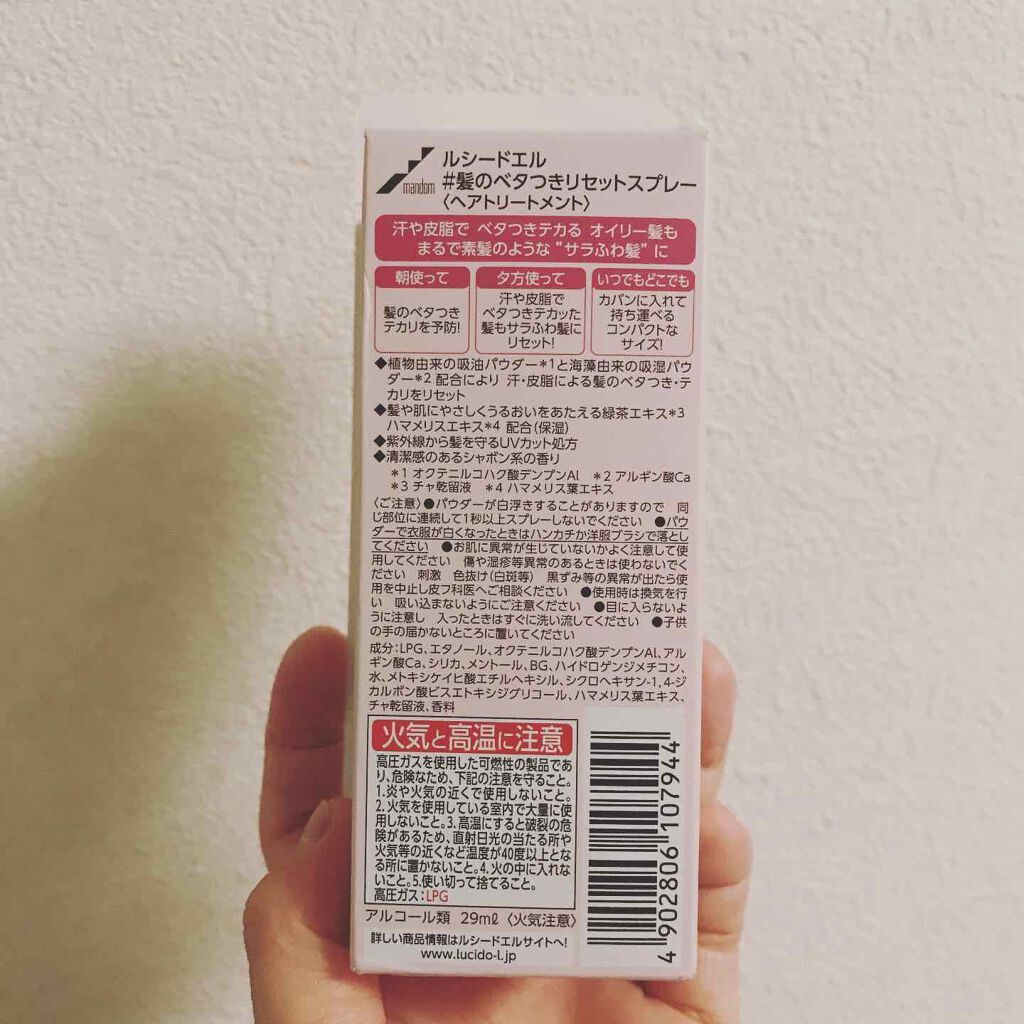 mandom
ルシードエル
#髪のベタつきリセットスプレー
〈ヘアトリートメント〉
汗や皮脂で ベタつきテカる オイリー髪も
まるで素髪のような “サラふわ髪” に
朝使って
髪のベタつき
テカリを予防!
夕方使って
汗や皮脂で
ベタつきテカッた
髪もサラふわ髪に
リセット!
いつでもどこでも
カバンに入れて
持ち運べる
コンパクトな
サイズ!
◆植物由来の吸油パウダー*1と海藻由来の吸湿パウ
ダー*2 配合により 汗・皮脂による髪のベタつき・テ
カリをリセット
◆髪や肌にやさしくうるおいをあたえる緑茶エキス*3
ハマメリスエキス*4 配合(保湿)
◆紫外線から髪を守るUVカット処方
◆清潔感のあるシャボン系の香り
*1 オクテニルコハク酸デンプンAl *2 アルギン酸Ca
*3 チャ乾留液 *4 ハマメリス葉エキス
〈ご注意〉●パウダーが白浮きすることがありますので 同
じ部位に連続して1秒以上スプレーしないでください ●パウ
ダーで衣服が白くなったときはハンカチか洋服ブラシで落とし
てください ●お肌に異常が生じていないかよく注意して使
用してください 傷や湿疹等異常のあるときは使わないでく
ださい 刺激 色抜け(白斑等) 黒ずみ等の異常が出たら使
用を中止し皮フ科医へご相談ください ●使用時は換気を行
い 吸い込まないようにご注意ください ●目に入らないよ
うに注意し 入ったときはすぐに洗い流してください ●子供
の手の届かないところに置いてください
成分:LPG、エタノール、オクテニルコハク酸デンプンAl、アル
ギン酸Ca、シリカ、メントール、BG、ハイドロゲンジメチコン、
水、メトキシケイヒ酸エチルヘキシル、シクロヘキサン-1,4-ジ
カルボン酸ビスエトキシジグリコール、ハマメリス葉エキス、
チャ乾留液、香料
火気と高温に注意
高圧ガスを使用した可燃性の製品であ
り、危険なため、下記の注意を守ること。
1.炎や火気の近くで使用しないこと。
2.火気を使用している室内で大量に使
用しないこと。3.高温にすると破裂の危
険があるため、直射日光の当たる所や
火気等の近くなど温度が40度以上とな
る所に置かないこと。4.火の中に入れな
いこと。5.使い切って捨てること。
高圧ガス:LPG
アルコール類 29mℓ 〈火気注意〉
詳しい商品情報はルシードエルサイトへ!
www.lucido-l.jp
4 902806 107944